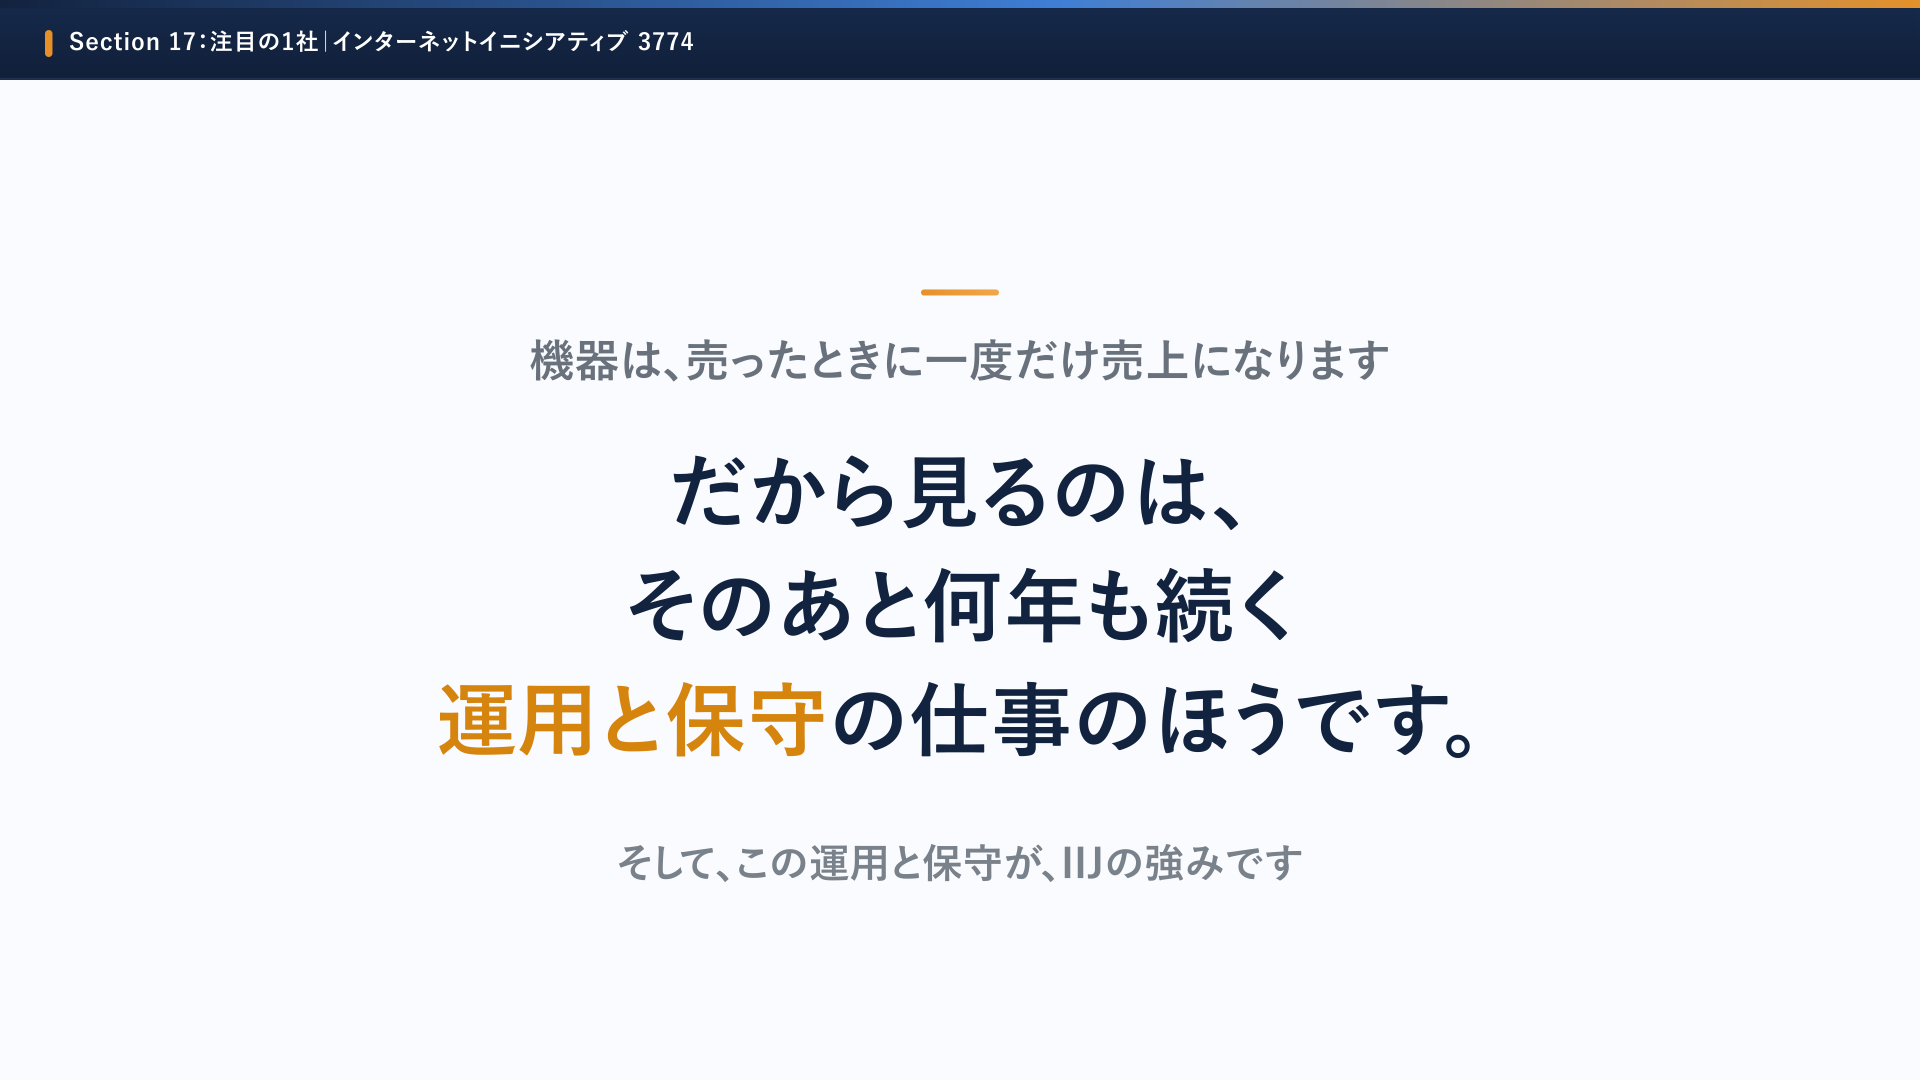 Section 17：注目の1社｜インターネットイニシアティブ 3774
機器は、売ったときに一度だけ売上になります
だから見るのは、
そのあと何年も続く
運用と保守の仕事のほうです。
そして、この運用と保守が、IIJの強みです